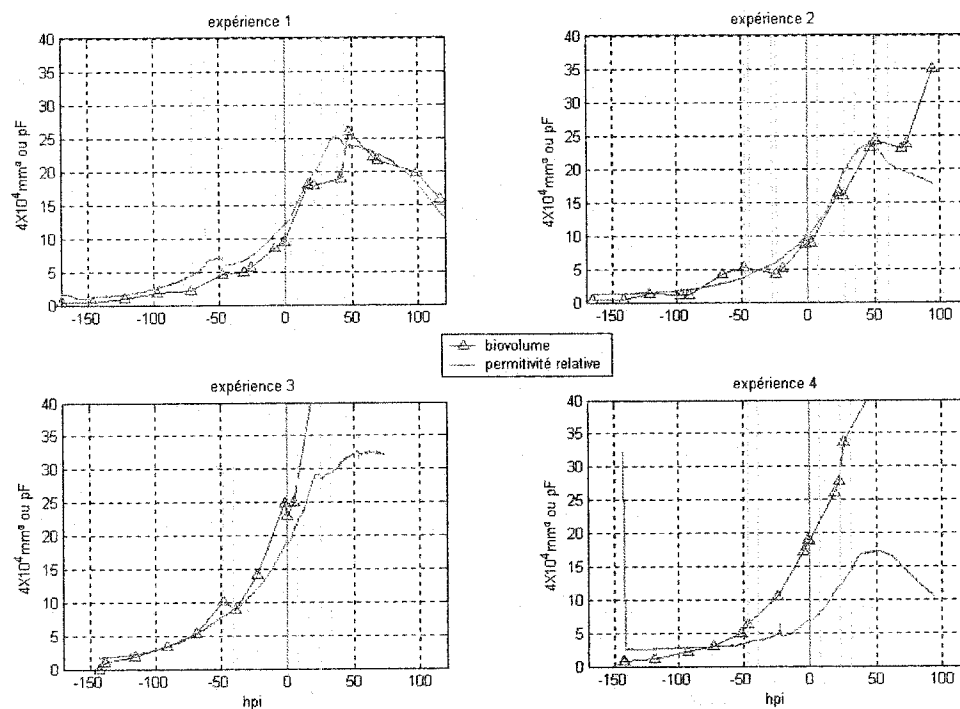 expérience 1
40
35
30
25
20
15
10
5
0
4X10⁴mm³ ou pF
-150 -100 -50 0 50 100
expérience 2
40
35
30
25
20
15
10
5
0
4X10⁴mm³ ou pF
-150 -100 -50 0 50 100
biovolume
permitivité relative
expérience 3
40
35
30
25
20
15
10
5
0
4X10⁴mm³ ou pF
-150 -100 -50 0 50 100
hpi
expérience 4
40
35
30
25
20
15
10
5
0
4X10⁴mm³ ou pF
-150 -100 -50 0 50 100
hpi